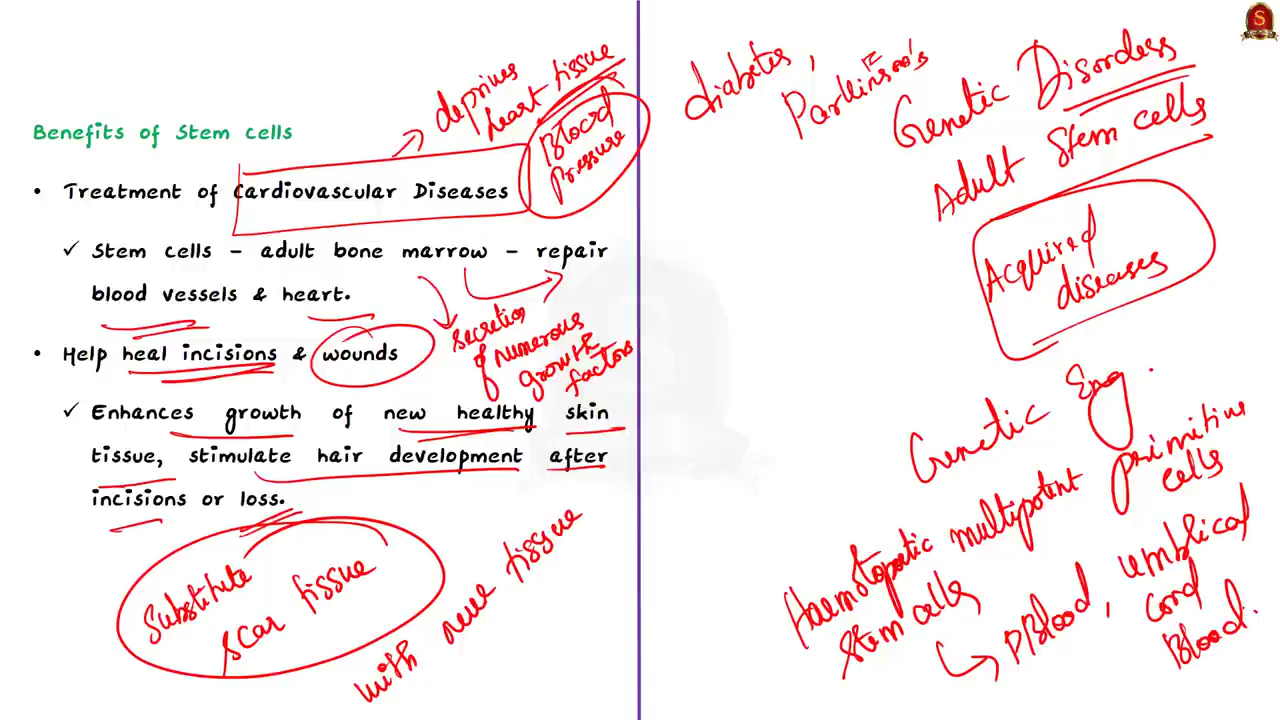 Benefits of Stem cells
• Treatment of Cardiovascular Diseases
✓ Stem cells – adult bone marrow – repair
blood vessels & heart.
• Help heal incisions & wounds
✓ Enhances growth of new healthy skin
tissue, stimulate hair development after
incisions or loss.
deprives
heart tissue
Blood
Pressure
secretion
of numerous
growth
factors
Substitute
scar tissue
with new tissue
diabetes,
Parkinson's
Genetic Disorders
Adult Stem cells
Acquired
diseases
Genetic Eng.
Haemotopoetic multipotent primitive
stem cells
cells
Blood, umblical
cord
Blood.
S